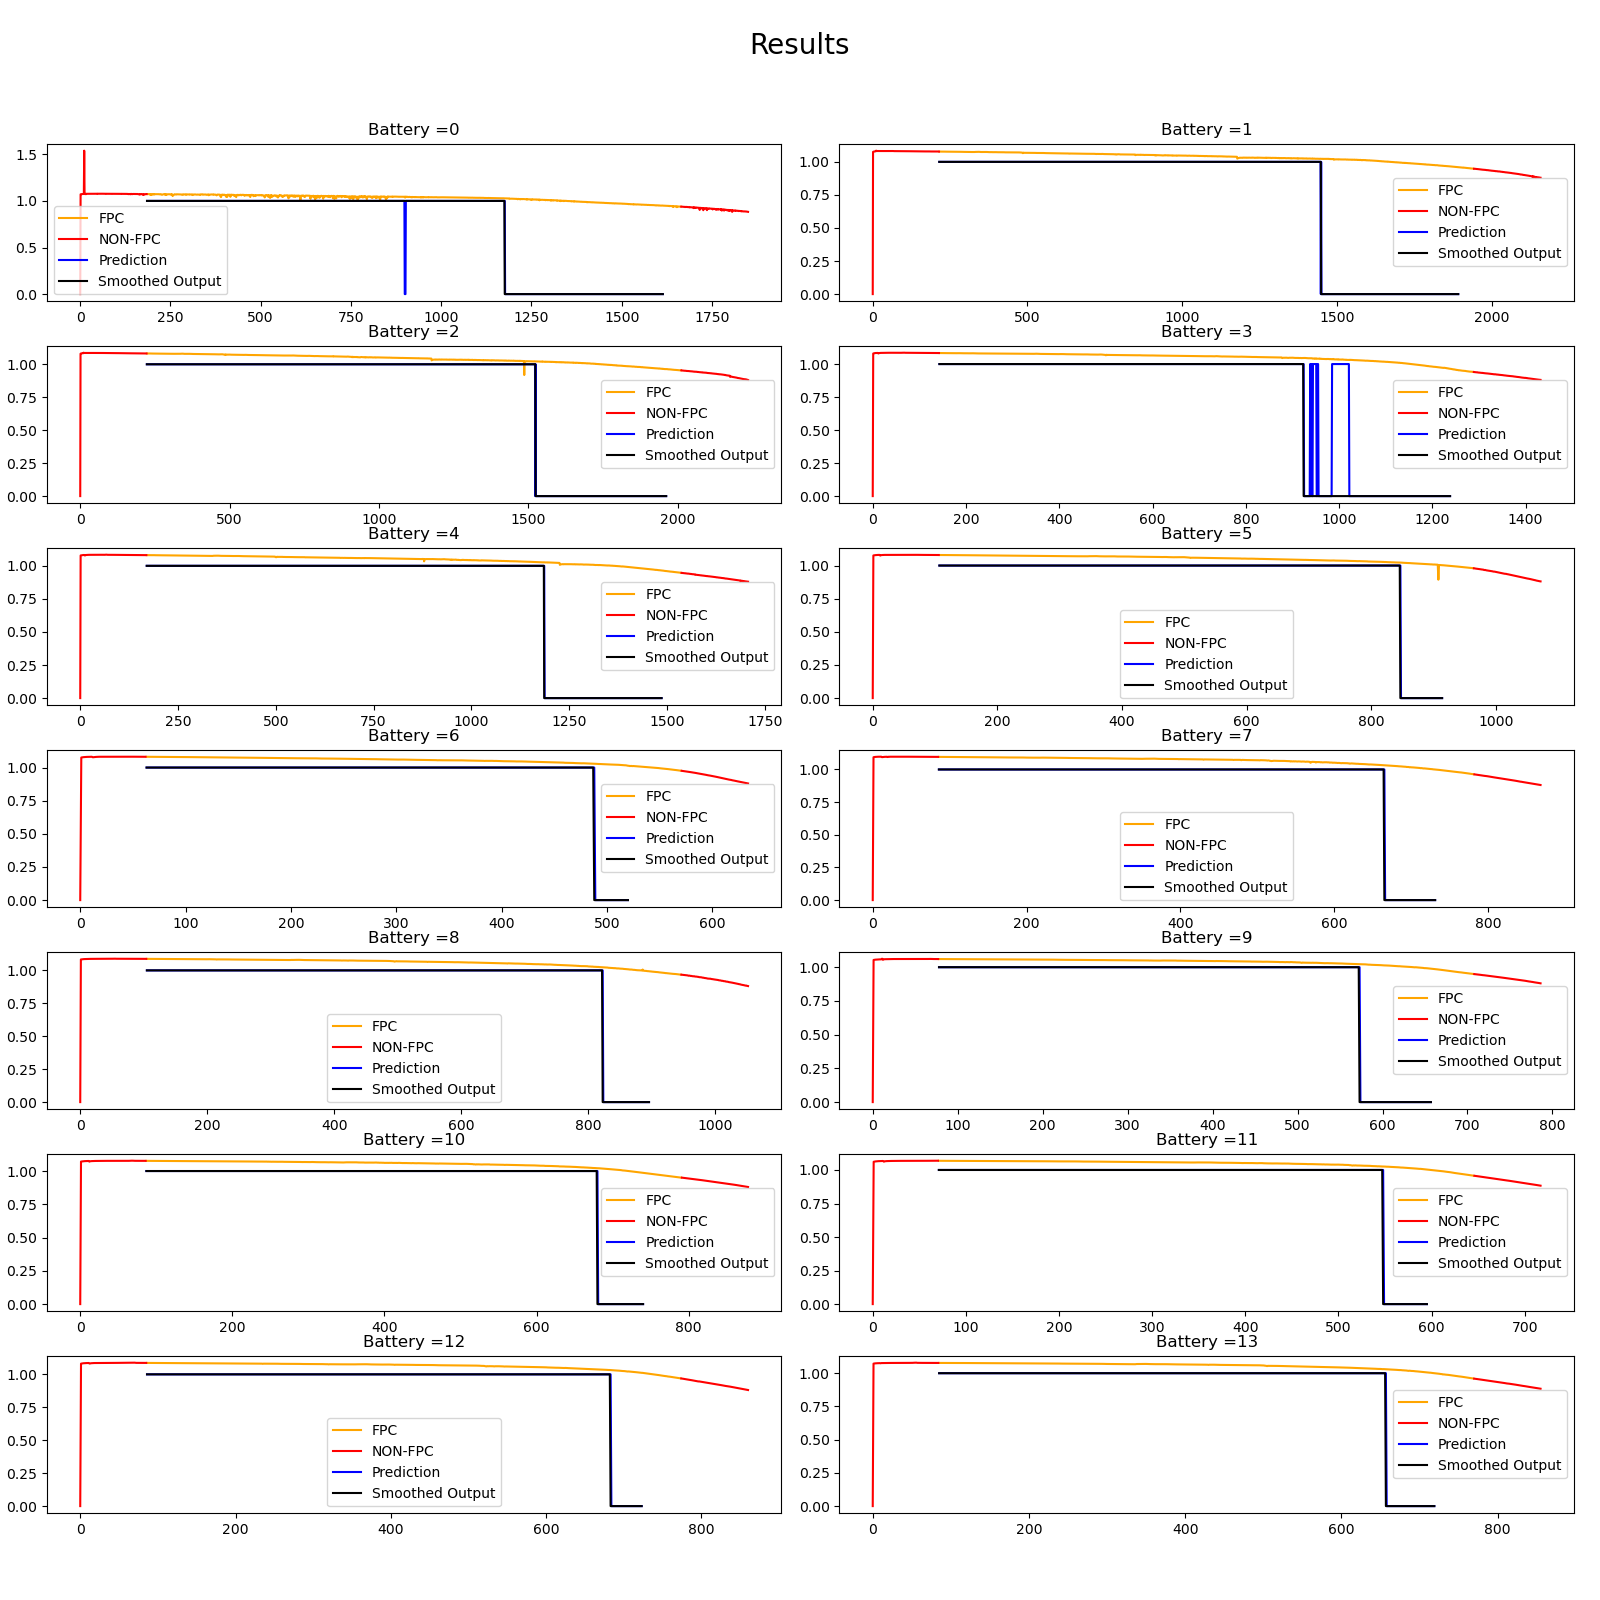 Results
Battery =0
1.5
1.0
0.5
0.0
FPC
NON-FPC
Prediction
Smoothed Output
0 250 500 750 1000 1250 1500 1750
Battery =1
1.00
0.75
0.50
0.25
0.00
FPC
NON-FPC
Prediction
Smoothed Output
0 500 1000 1500 2000
Battery =2
1.00
0.75
0.50
0.25
0.00
FPC
NON-FPC
Prediction
Smoothed Output
0 500 1000 1500 2000
Battery =3
1.00
0.75
0.50
0.25
0.00
FPC
NON-FPC
Prediction
Smoothed Output
0 200 400 600 800 1000 1200 1400
Battery =4
1.00
0.75
0.50
0.25
0.00
FPC
NON-FPC
Prediction
Smoothed Output
0 250 500 750 1000 1250 1500 1750
Battery =5
1.00
0.75
0.50
0.25
0.00
FPC
NON-FPC
Prediction
Smoothed Output
0 200 400 600 800 1000
Battery =6
1.00
0.75
0.50
0.25
0.00
FPC
NON-FPC
Prediction
Smoothed Output
0 100 200 300 400 500 600
Battery =7
1.00
0.75
0.50
0.25
0.00
FPC
NON-FPC
Prediction
Smoothed Output
0 200 400 600 800
Battery =8
1.00
0.75
0.50
0.25
0.00
FPC
NON-FPC
Prediction
Smoothed Output
0 200 400 600 800 1000
Battery =9
1.00
0.75
0.50
0.25
0.00
FPC
NON-FPC
Prediction
Smoothed Output
0 100 200 300 400 500 600 700 800
Battery =10
1.00
0.75
0.50
0.25
0.00
FPC
NON-FPC
Prediction
Smoothed Output
0 200 400 600 800
Battery =11
1.00
0.75
0.50
0.25
0.00
FPC
NON-FPC
Prediction
Smoothed Output
0 100 200 300 400 500 600 700
Battery =12
1.00
0.75
0.50
0.25
0.00
FPC
NON-FPC
Prediction
Smoothed Output
0 200 400 600 800
Battery =13
1.00
0.75
0.50
0.25
0.00
FPC
NON-FPC
Prediction
Smoothed Output
0 200 400 600 800